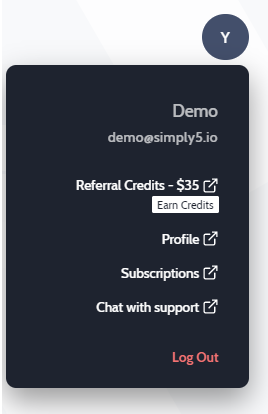 Y
Demo
demo@simply5.io
Referral Credits - $35
Earn Credits
Profile
Subscriptions
Chat with support
Log Out